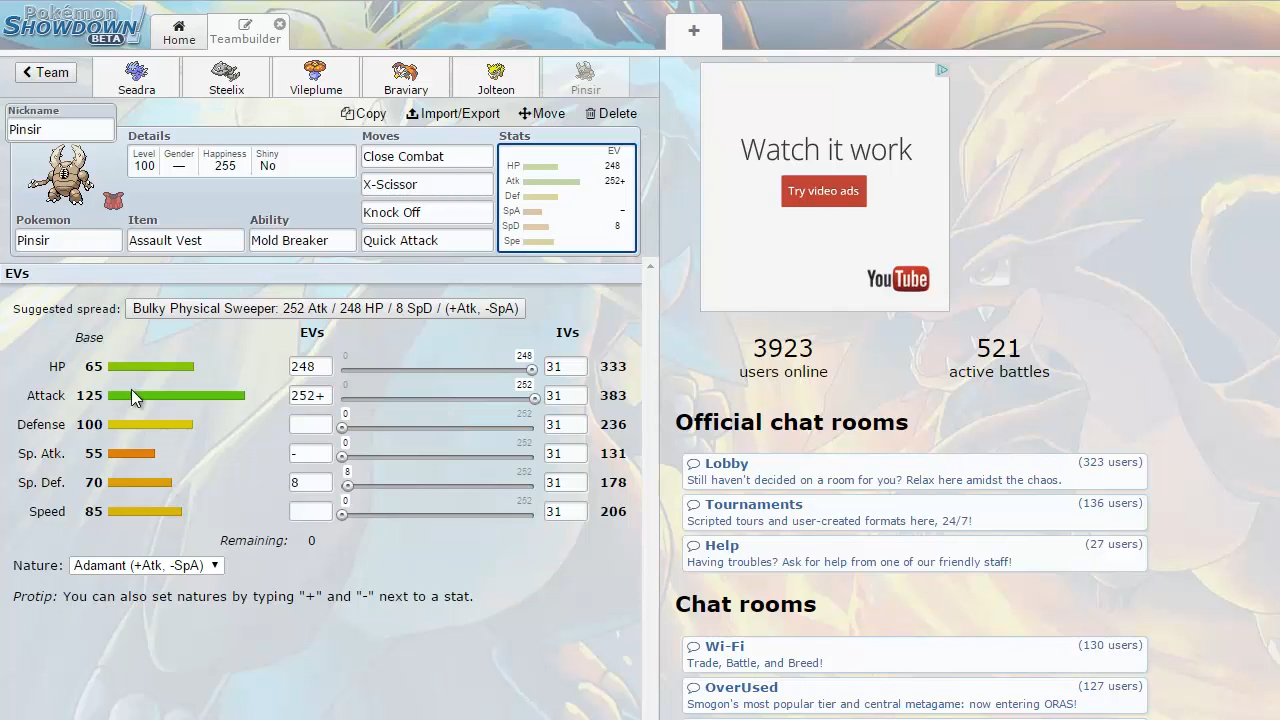 Pokémon
SHOWDOWN!
BETA
Home
Teambuilder
+
< Team
Seadra
Steelix
Vileplume
Braviary
Jolteon
Pinsir
Nickname
Pinsir
Copy
Import/Export
Move
Delete
Details
Level
100
Gender
—
Happiness
255
Shiny
No
Pokemon
Pinsir
Item
Assault Vest
Ability
Mold Breaker
Moves
Close Combat
X-Scissor
Knock Off
Quick Attack
Stats
EV
HP 248
Atk 252+
Def
SpA –
SpD 8
Spe
EVs
Suggested spread: Bulky Physical Sweeper: 252 Atk / 248 HP / 8 SpD / (+Atk, -SpA)
Base EVs IVs
HP 65 248 0 248 31 333
Attack 125 252+ 0 252 31 383
Defense 100 0 252 31 236
Sp. Atk. 55 - 0 252 31 131
Sp. Def. 70 8 8 252 31 178
Speed 85 0 252 31 206
Remaining: 0
Nature: Adamant (+Atk, -SpA)
Protip: You can also set natures by typing "+" and "-" next to a stat.
Watch it work
Try video ads
YouTube
3923 521
users online active battles
Official chat rooms
Lobby (323 users)
Still haven't decided on a room for you? Relax here amidst the chaos.
Tournaments (136 users)
Scripted tours and user-created formats here, 24/7!
Help (27 users)
Having troubles? Ask for help from one of our friendly staff!
Chat rooms
Wi-Fi (130 users)
Trade, Battle, and Breed!
OverUsed (127 users)
Smogon's most popular tier and central metagame: now entering ORAS!